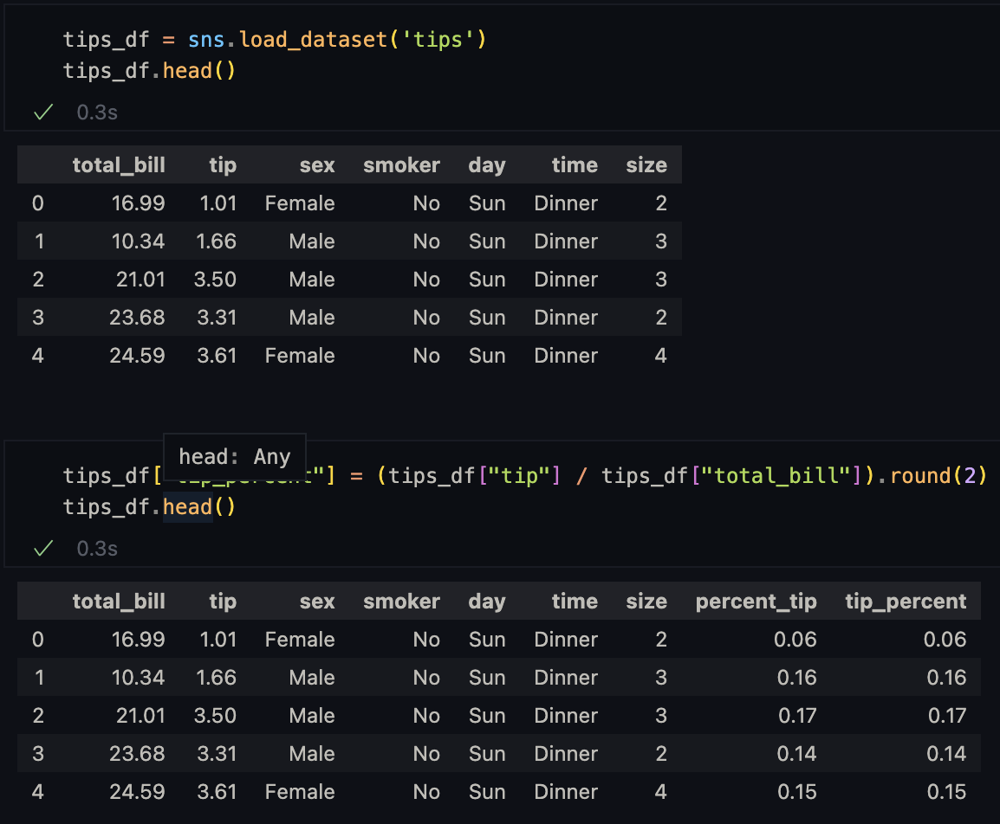 tips_df = sns.load_dataset('tips')
tips_df.head()
0.3s
total_bill tip sex smoker day time size
0 16.99 1.01 Female No Sun Dinner 2
1 10.34 1.66 Male No Sun Dinner 3
2 21.01 3.50 Male No Sun Dinner 3
3 23.68 3.31 Male No Sun Dinner 2
4 24.59 3.61 Female No Sun Dinner 4
head: Any
tips_df["tip_percent"] = (tips_df["tip"] / tips_df["total_bill"]).round(2)
tips_df.head()
0.3s
total_bill tip sex smoker day time size percent_tip tip_percent
0 16.99 1.01 Female No Sun Dinner 2 0.06 0.06
1 10.34 1.66 Male No Sun Dinner 3 0.16 0.16
2 21.01 3.50 Male No Sun Dinner 3 0.17 0.17
3 23.68 3.31 Male No Sun Dinner 2 0.14 0.14
4 24.59 3.61 Female No Sun Dinner 4 0.15 0.15